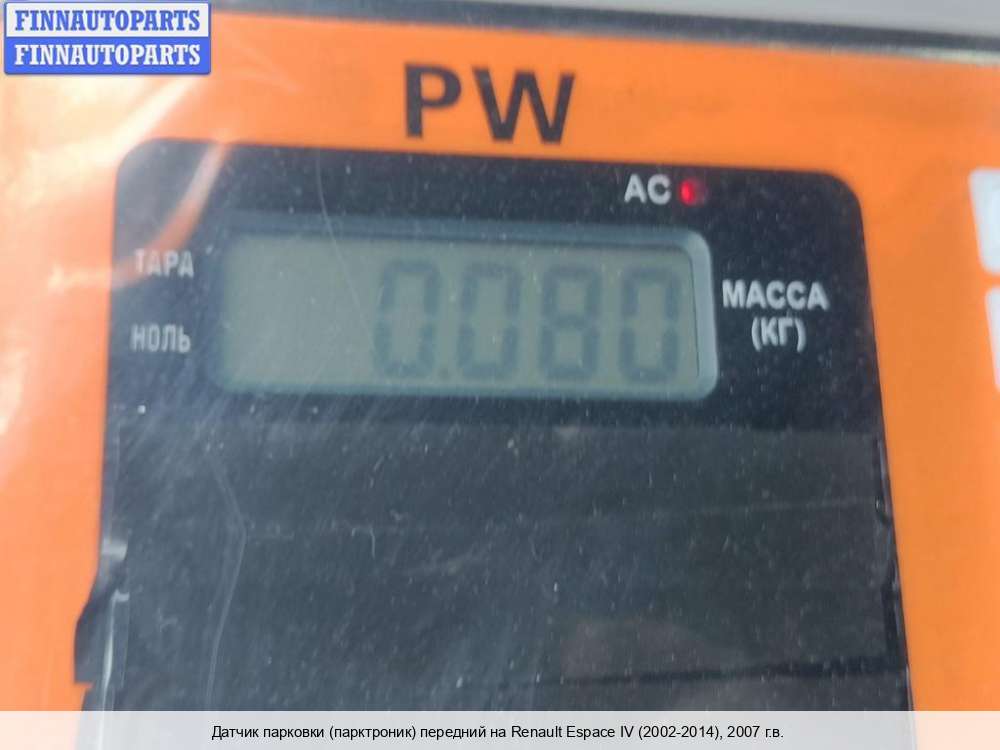 FINNAUTOPARTS
FINNAUTOPARTS
PW
AC
ТАРА
0.080
МАССА
(КГ)
НОЛЬ
Датчик парковки (парктроник) передний на Renault Espace IV (2002-2014), 2007 г.в.